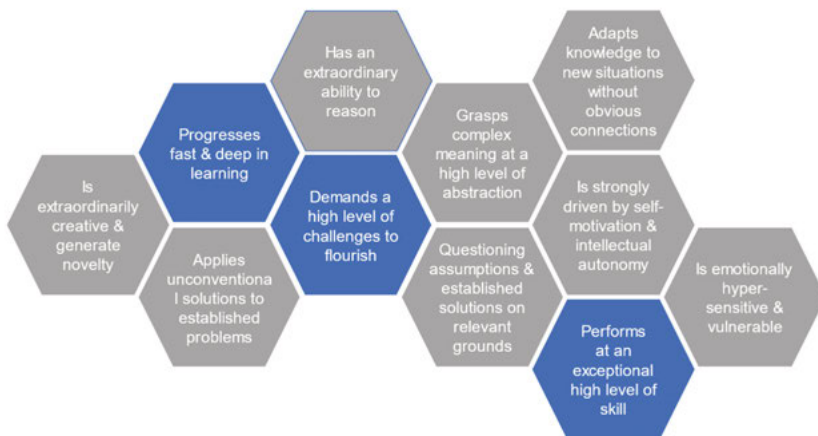 Has an
extraordinary
ability to
reason
Adapts
knowledge to
new situations
without
obvious
connections
Progresses
fast & deep in
learning
Grasps
complex
meaning at a
high level of
abstraction
Is
extraordinarily
creative &
generate
novelty
Demands a
high level of
challenges to
flourish
Is strongly
driven by self-
motivation &
intellectual
autonomy
Applies
unconventiona
l solutions to
established
problems
Questioning
assumptions &
established
solutions on
relevant
grounds
Is emotionally
hyper-
sensitive &
vulnerable
Performs
at an
exceptional
high level of
skill